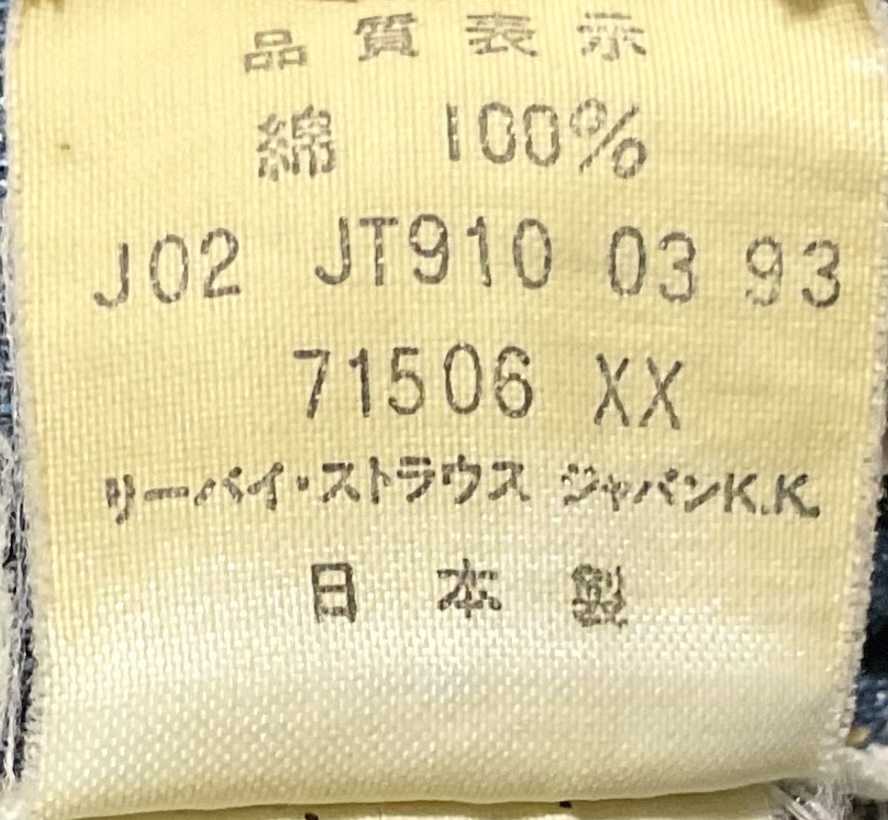 品質表示
綿 100%
J02 JT910 03 93
71506 XX
リーバイ・ストラウス ジャパンK.K.
日本製